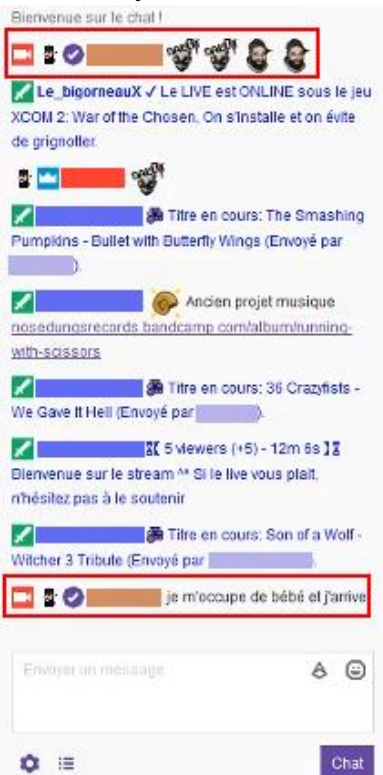 Bienvenue sur le chat !
Le_bigorneauX ✓ Le LIVE est ONLINE sous le jeu
XCOM 2: War of the Chosen, On s'installe et on évite
de grignotter.
Titre en cours: The Smashing
Pumpkins - Bullet with Butterfly Wings (Envoyé par
).
Ancien projet musique
nosedungsrecords.bandcamp.com/album/running-
with-scissors
Titre en cours: 36 Crazyfists -
We Gave It Hell (Envoyé par ).
5 viewers (+5) - 12m 6s
Bienvenue sur le stream ^^ Si le live vous plait,
n'hésitez pas à le soutenir
Titre en cours: Son of a Wolf -
Witcher 3 Tribute (Envoyé par ).
je m'occupe de bébé et j'arrive
Envoyer un message
Chat